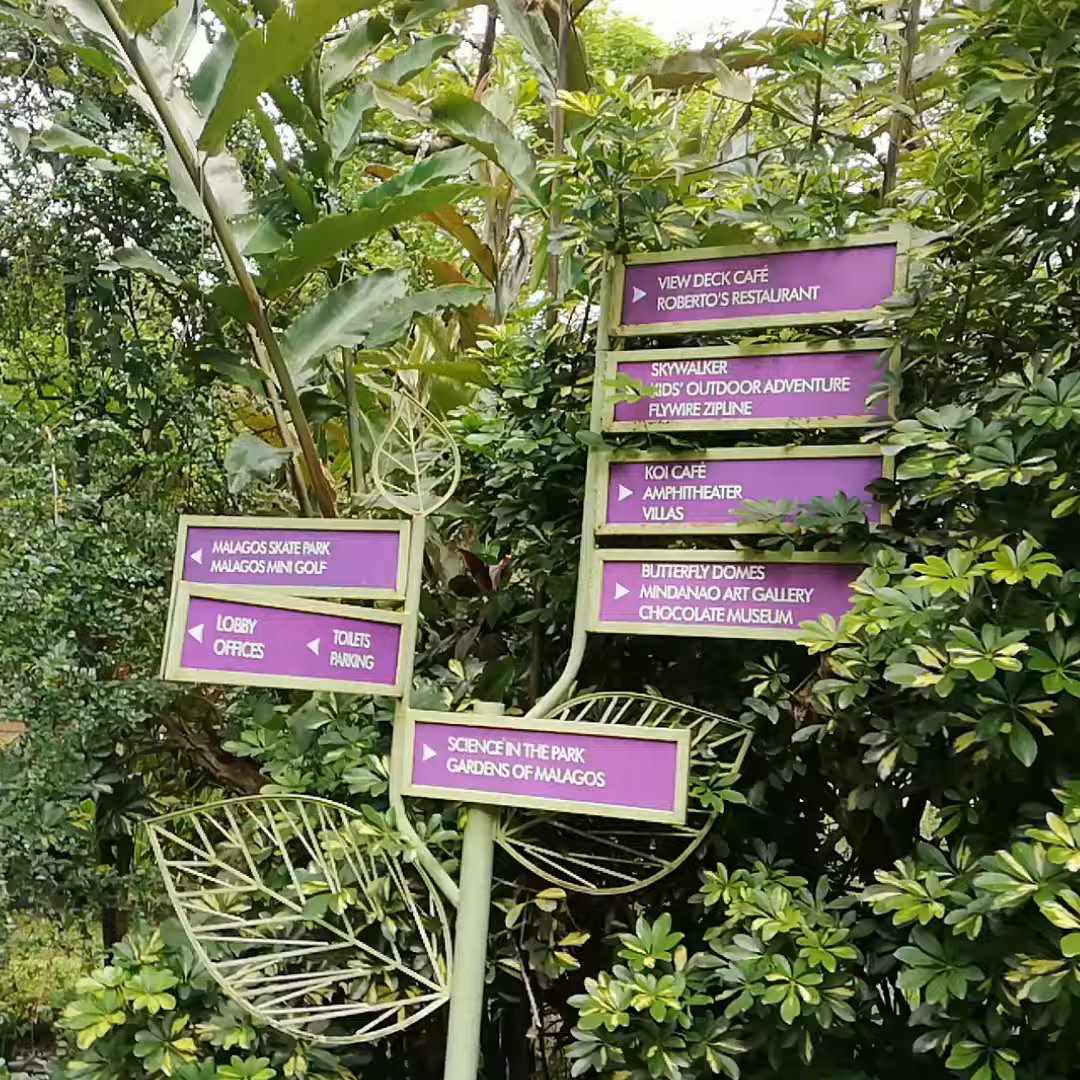 VIEW DECK CAFÉ
ROBERTO'S RESTAURANT
SKYWALKER
KIDS' OUTDOOR ADVENTURE
FLYWIRE ZIPLINE
KOI CAFÉ
AMPHITHEATER
VILLAS
BUTTERFLY DOMES
MINDANAO ART GALLERY
CHOCOLATE MUSEUM
MALAGOS SKATE PARK
MALAGOS MINI GOLF
LOBBY
OFFICES
TOILETS
PARKING
SCIENCE IN THE PARK
GARDENS OF MALAGOS